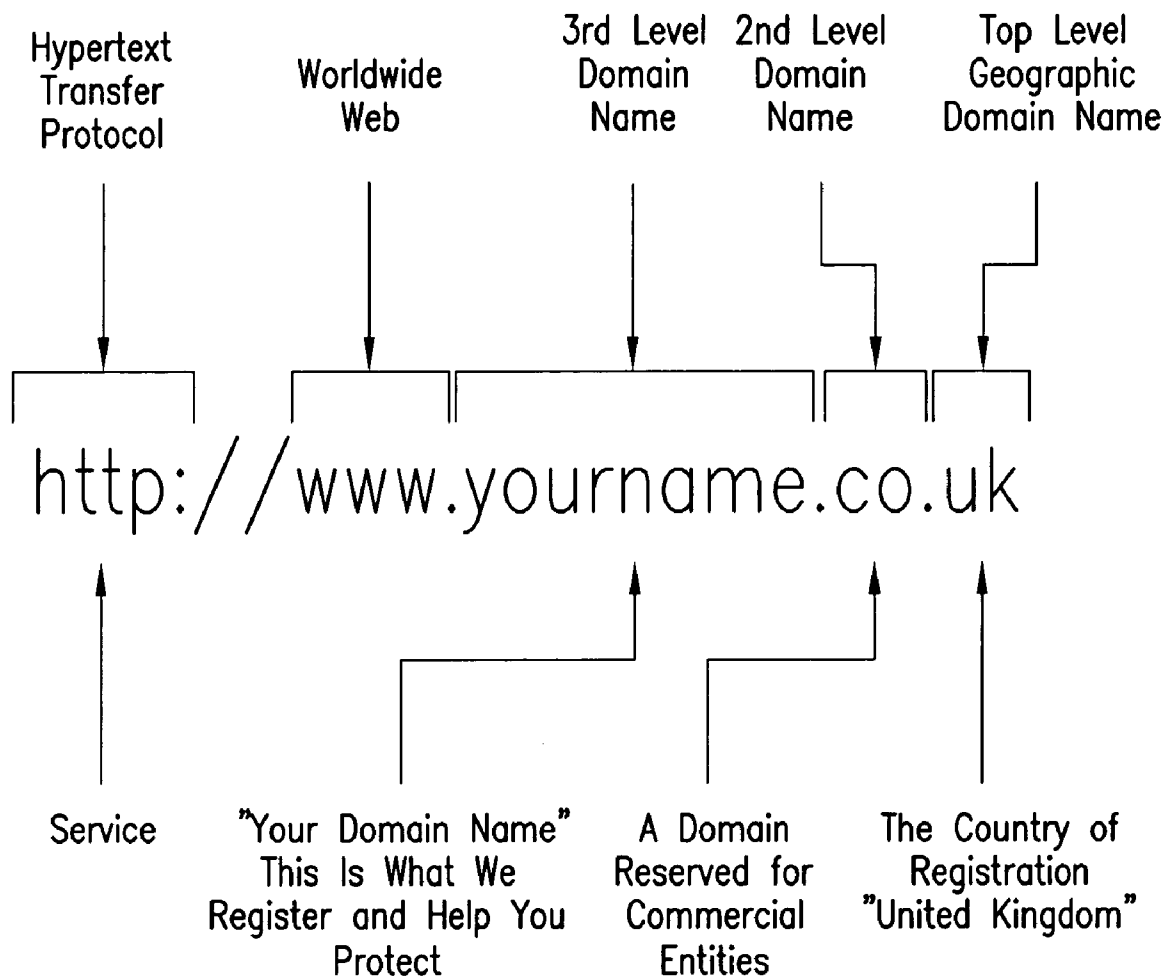 Hypertext
Transfer
Protocol
Worldwide
Web
3rd Level
Domain
Name
2nd Level
Domain
Name
Top Level
Geographic
Domain Name
http://www.yourname.co.uk
Service
"Your Domain Name"
This Is What We
Register and Help You
Protect
A Domain
Reserved for
Commercial
Entities
The Country of
Registration
"United Kingdom"